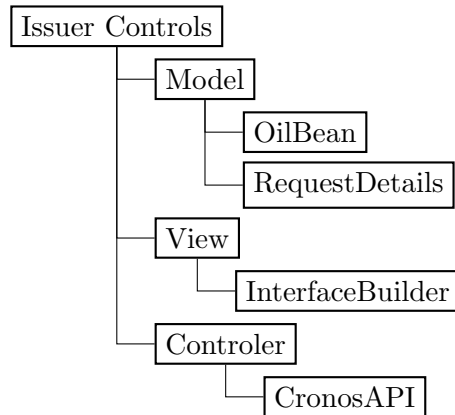 Issuer Controls
Model
OilBean
RequestDetails
View
InterfaceBuilder
Controler
CronosAPI